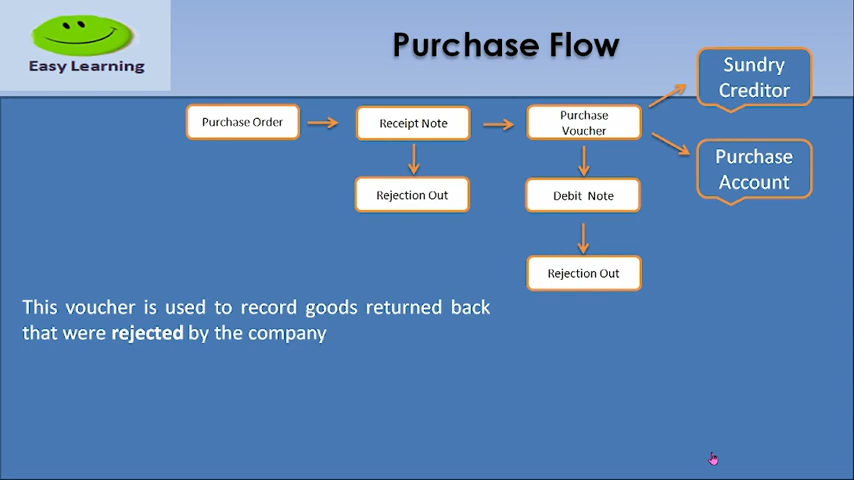 Easy Learning
Purchase Flow
Sundry
Creditor
Purchase Order
Receipt Note
Purchase
Voucher
Purchase
Account
Rejection Out
Debit Note
Rejection Out
This voucher is used to record goods returned back
that were rejected by the company